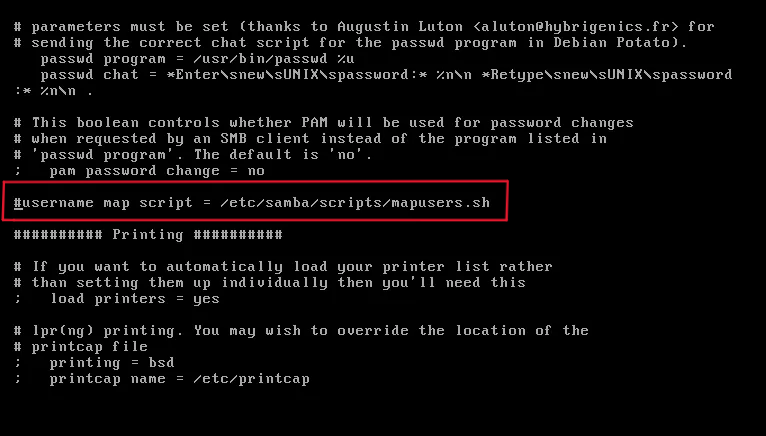 # parameters must be set (thanks to Augustin Luton <aluton@hybrigenics.fr> for
# sending the correct chat script for the passwd program in Debian Potato).
   passwd program = /usr/bin/passwd %u
   passwd chat = *Enter\snew\sUNIX\spassword:* %n\n *Retype\snew\sUNIX\spassword
:* %n\n .

# This boolean controls whether PAM will be used for password changes
# when requested by an SMB client instead of the program listed in
# 'passwd program'. The default is 'no'.
;   pam password change = no

#username map script = /etc/samba/scripts/mapusers.sh

########## Printing ##########

# If you want to automatically load your printer list rather
# than setting them up individually then you'll need this
;   load printers = yes

# lpr(ng) printing. You may wish to override the location of the
# printcap file
;   printing = bsd
;   printcap name = /etc/printcap